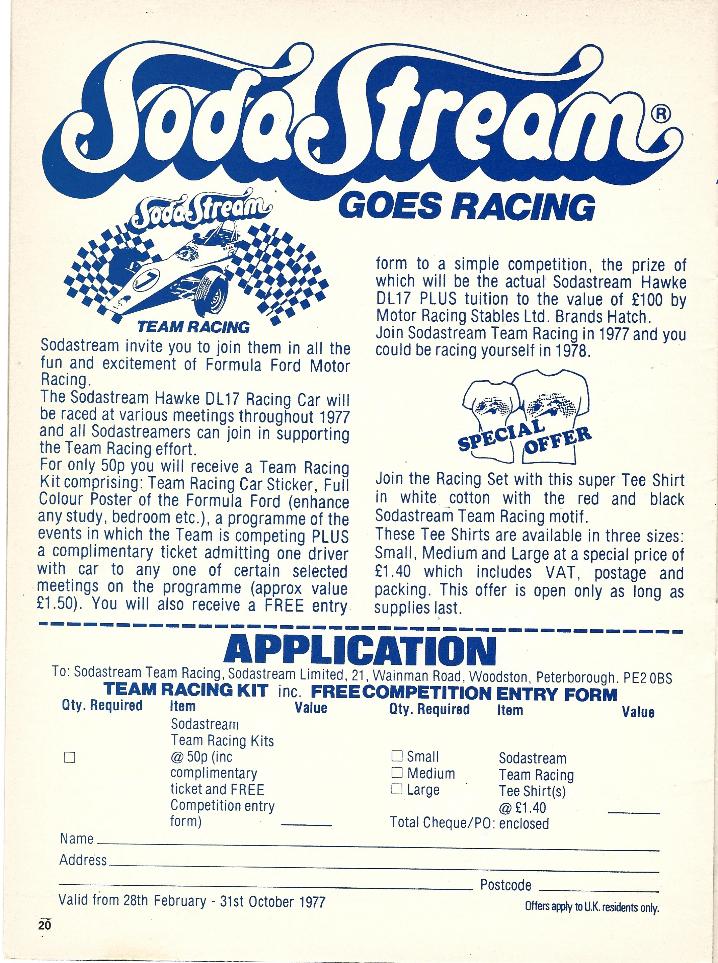 SodaStream®
GOES RACING
SodaStream
1
TEAM RACING
Sodastream invite you to join them in all the
fun and excitement of Formula Ford Motor
Racing.
The Sodastream Hawke DL17 Racing Car will
be raced at various meetings throughout 1977
and all Sodastreamers can join in supporting
the Team Racing effort.
For only 50p you will receive a Team Racing
Kit comprising: Team Racing Car Sticker, Full
Colour Poster of the Formula Ford (enhance
any study, bedroom etc.), a programme of the
events in which the Team is competing PLUS
a complimentary ticket admitting one driver
with car to any one of certain selected
meetings on the programme (approx value
£1.50). You will also receive a FREE entry
form to a simple competition, the prize of
which will be the actual Sodastream Hawke
DL17 PLUS tuition to the value of £100 by
Motor Racing Stables Ltd. Brands Hatch.
Join Sodastream Team Racing in 1977 and you
could be racing yourself in 1978.
SPECIAL
OFFER
Join the Racing Set with this super Tee Shirt
in white cotton with the red and black
Sodastream Team Racing motif.
These Tee Shirts are available in three sizes:
Small, Medium and Large at a special price of
£1.40 which includes VAT, postage and
packing. This offer is open only as long as
supplies last.
APPLICATION
To: Sodastream Team Racing, Sodastream Limited, 21, Wainman Road, Woodston, Peterborough. PE2 0BS
TEAM RACING KIT inc. FREE COMPETITION ENTRY FORM
Qty. Required Item Value
Sodastream
Team Racing Kits
@ 50p (inc
complimentary
ticket and FREE
Competition entry
form)
Qty. Required Item Value
Small Sodastream
Medium Team Racing
Large Tee Shirt(s)
@ £1.40
Total Cheque/PO: enclosed
Name
Address
Postcode
Valid from 28th February - 31st October 1977
Offers apply to U.K. residents only.
20